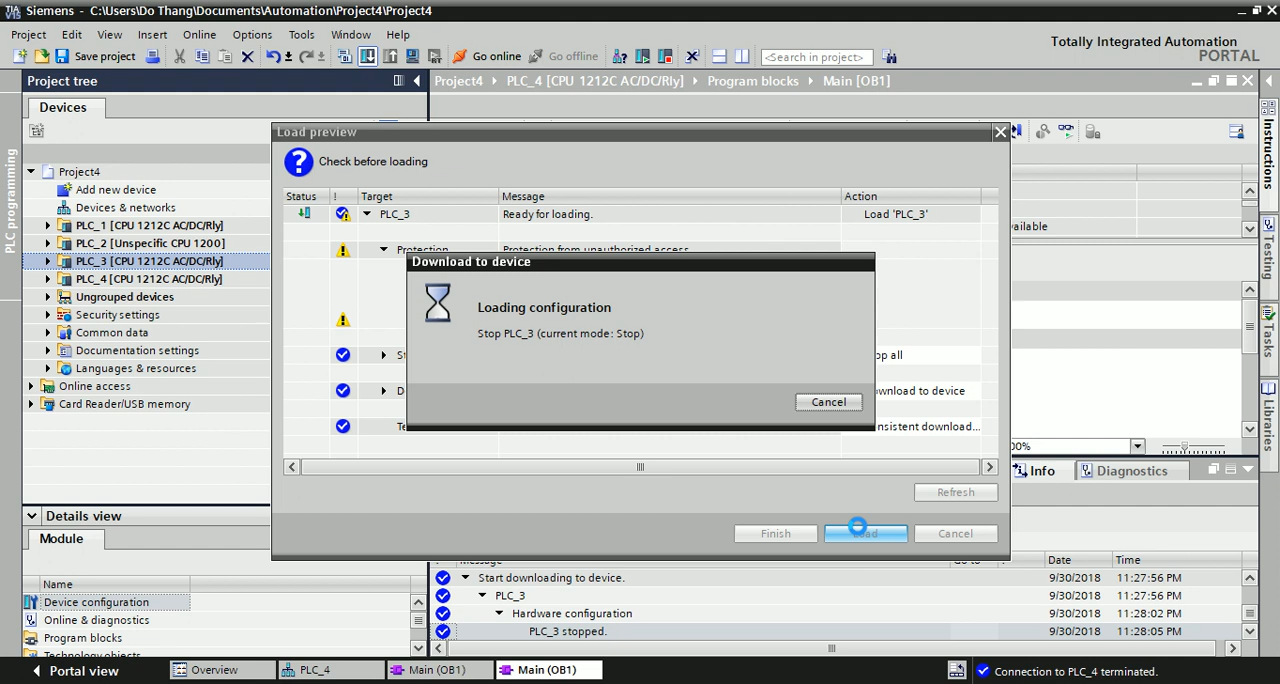 Siemens - C:\Users\Do Thang\Documents\Automation\Project4\Project4
Project Edit View Insert Online Options Tools Window Help
Totally Integrated Automation
PORTAL
Save project
Go online
Go offline
<Search in project>
Project tree
Project4 PLC_4 [CPU 1212C AC/DC/Rly] Program blocks Main [OB1]
Devices
PLC programming
Project4
Add new device
Devices & networks
PLC_1 [CPU 1212C AC/DC/Rly]
PLC_2 [Unspecific CPU 1200]
PLC_3 [CPU 1212C AC/DC/Rly]
PLC_4 [CPU 1212C AC/DC/Rly]
Ungrouped devices
Security settings
Common data
Documentation settings
Languages & resources
Online access
Card Reader/USB memory
Load preview
Check before loading
Status ! Target Message Action
PLC_3 Ready for loading. Load 'PLC_3'
Protection Protection from unauthorized access
Download to device
Loading configuration
Stop PLC_3 (current mode: Stop)
Cancel
op all
ownload to device
nsistent download...
Refresh
Finish
Cancel
ailable
Info
Diagnostics
Instructions
Testing
Tasks
Libraries
Details view
Module
Name
Device configuration
Online & diagnostics
Program blocks
Technology objects
Date Time
Start downloading to device. 9/30/2018 11:27:56 PM
PLC_3 9/30/2018 11:27:56 PM
Hardware configuration 9/30/2018 11:28:02 PM
PLC_3 stopped. 9/30/2018 11:28:05 PM
Portal view
Overview
PLC_4
Main (OB1)
Main (OB1)
Connection to PLC_4 terminated.